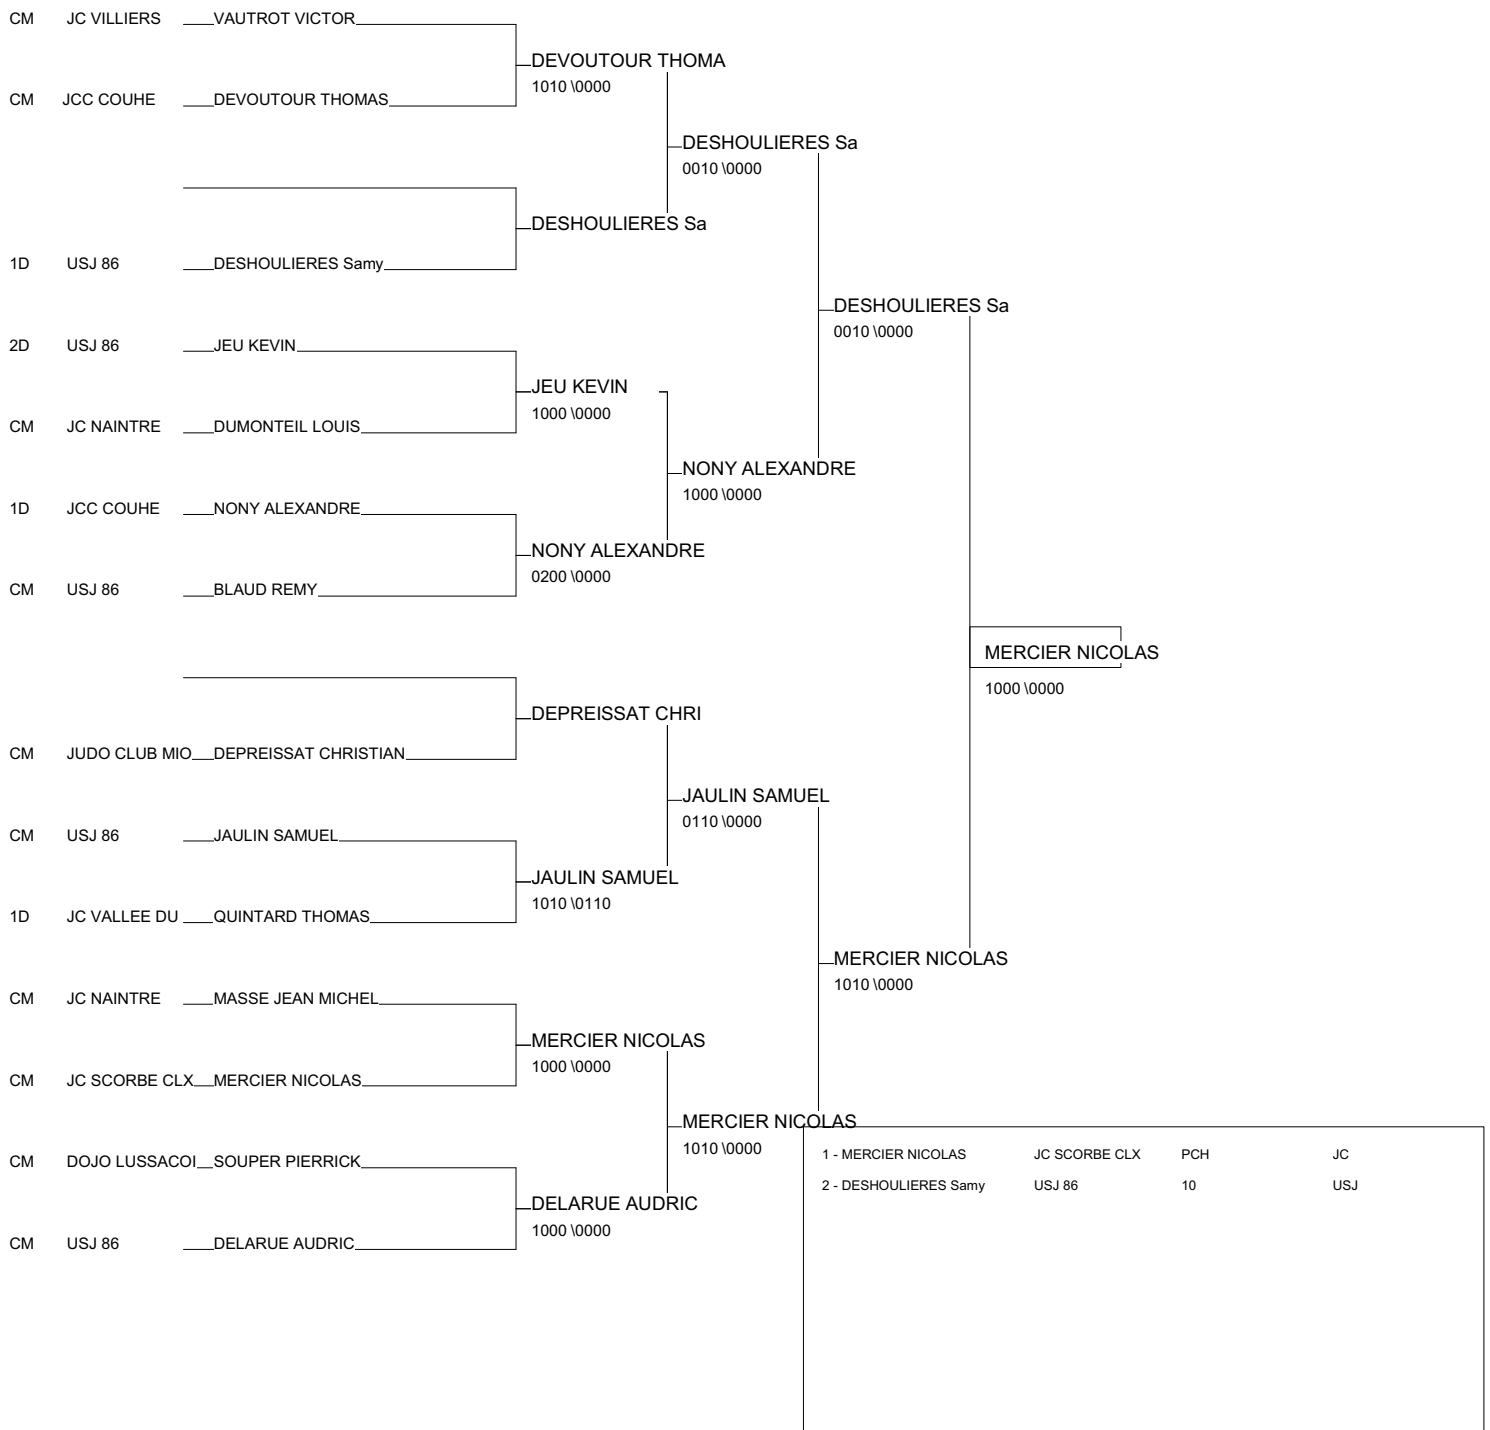 CM JC VILLIERS VAUTROT VICTOR
DEVOUTOUR THOMA
1010 \0000
CM JCC COUHE DEVOUTOUR THOMAS
DESHOULIERES Sa
0010 \0000
DESHOULIERES Sa
1D USJ 86 DESHOULIERES Samy
DESHOULIERES Sa
0010 \0000
2D USJ 86 JEU KEVIN
JEU KEVIN
1000 \0000
CM JC NAINTRE DUMONTEIL LOUIS
NONY ALEXANDRE
1000 \0000
1D JCC COUHE NONY ALEXANDRE
NONY ALEXANDRE
0200 \0000
CM USJ 86 BLAUD REMY
MERCIER NICOLAS
1000 \0000
DEPREISSAT CHRI
CM JUDO CLUB MIO DEPREISSAT CHRISTIAN
JAULIN SAMUEL
0110 \0000
CM USJ 86 JAULIN SAMUEL
JAULIN SAMUEL
1010 \0110
1D JC VALLEE DU QUINTARD THOMAS
MERCIER NICOLAS
1010 \0000
CM JC NAINTRE MASSE JEAN MICHEL
MERCIER NICOLAS
1000 \0000
CM JC SCORBE CLX MERCIER NICOLAS
MERCIER NICOLAS
1010 \0000
1 - MERCIER NICOLAS JC SCORBE CLX PCH JC
CM DOJO LUSSACOI SOUPER PIERRICK
2 - DESHOULIERES Samy USJ 86 10 USJ
DELARUE AUDRIC
1000 \0000
CM USJ 86 DELARUE AUDRIC